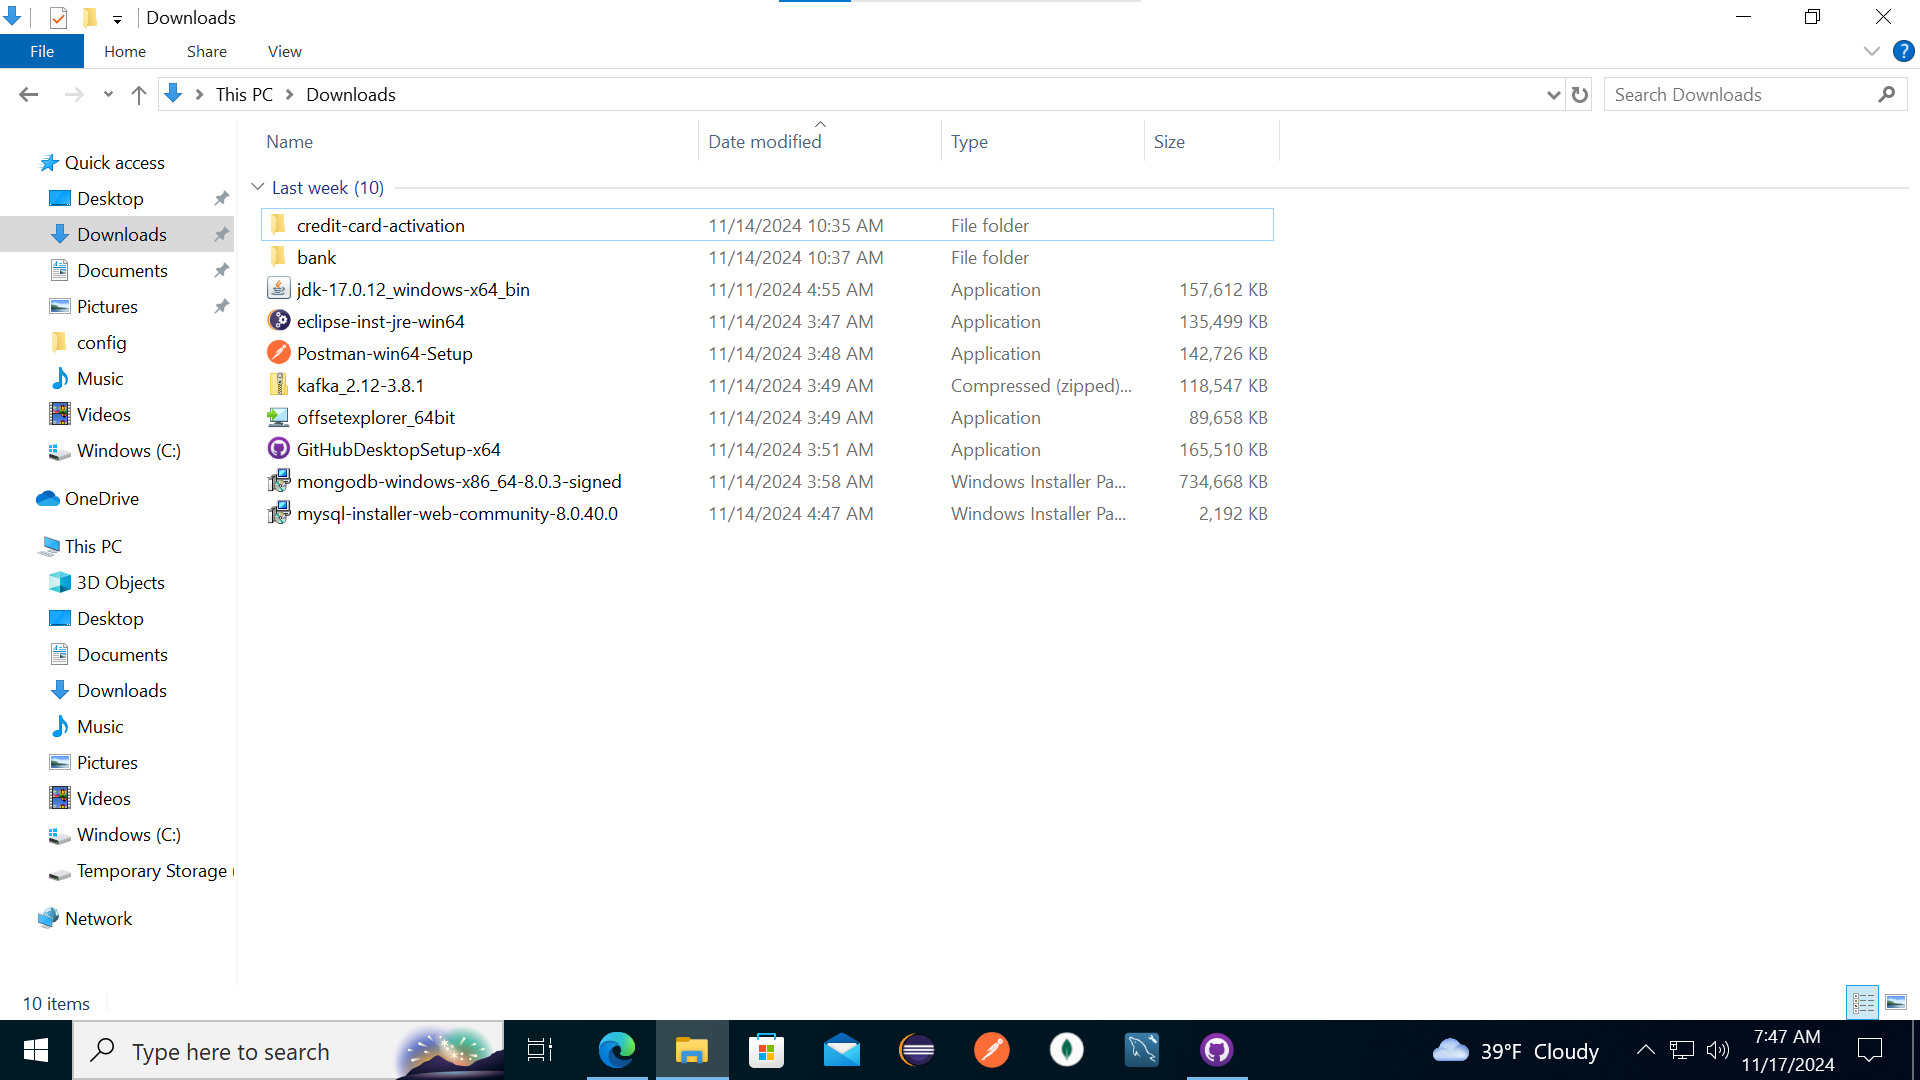 Downloads
File Home Share View
This PC Downloads Search Downloads
Name Date modified Type Size
Quick access
Desktop
Downloads
Documents
Pictures
config
Music
Videos
Windows (C:)
OneDrive
This PC
3D Objects
Desktop
Documents
Downloads
Music
Pictures
Videos
Windows (C:)
Temporary Storage (
Network
Last week (10)
credit-card-activation 11/14/2024 10:35 AM File folder
bank 11/14/2024 10:37 AM File folder
jdk-17.0.12_windows-x64_bin 11/11/2024 4:55 AM Application 157,612 KB
eclipse-inst-jre-win64 11/14/2024 3:47 AM Application 135,499 KB
Postman-win64-Setup 11/14/2024 3:48 AM Application 142,726 KB
kafka_2.12-3.8.1 11/14/2024 3:49 AM Compressed (zipped)... 118,547 KB
offsetexplorer_64bit 11/14/2024 3:49 AM Application 89,658 KB
GitHubDesktopSetup-x64 11/14/2024 3:51 AM Application 165,510 KB
mongodb-windows-x86_64-8.0.3-signed 11/14/2024 3:58 AM Windows Installer Pa... 734,668 KB
mysql-installer-web-community-8.0.40.0 11/14/2024 4:47 AM Windows Installer Pa... 2,192 KB
10 items
Type here to search
39°F Cloudy
7:47 AM
11/17/2024